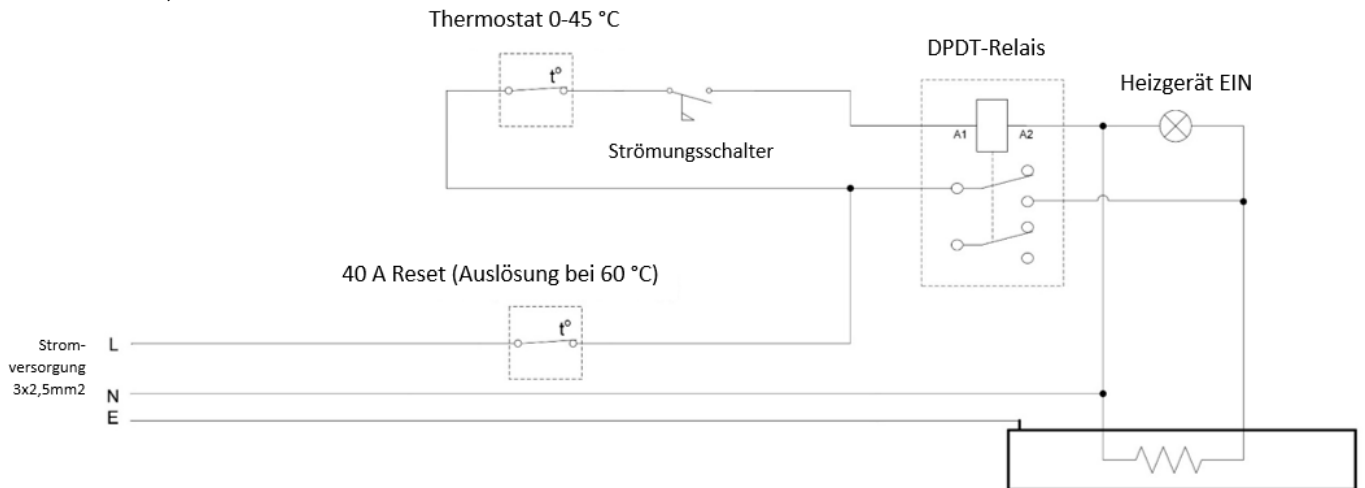 Thermostat 0-45 °C
DPDT-Relais
t°
Heizgerät EIN
A1
A2
Strömungsschalter
40 A Reset (Auslösung bei 60 °C)
t°
Strom-
versorgung
3x2,5mm2
L
N
E